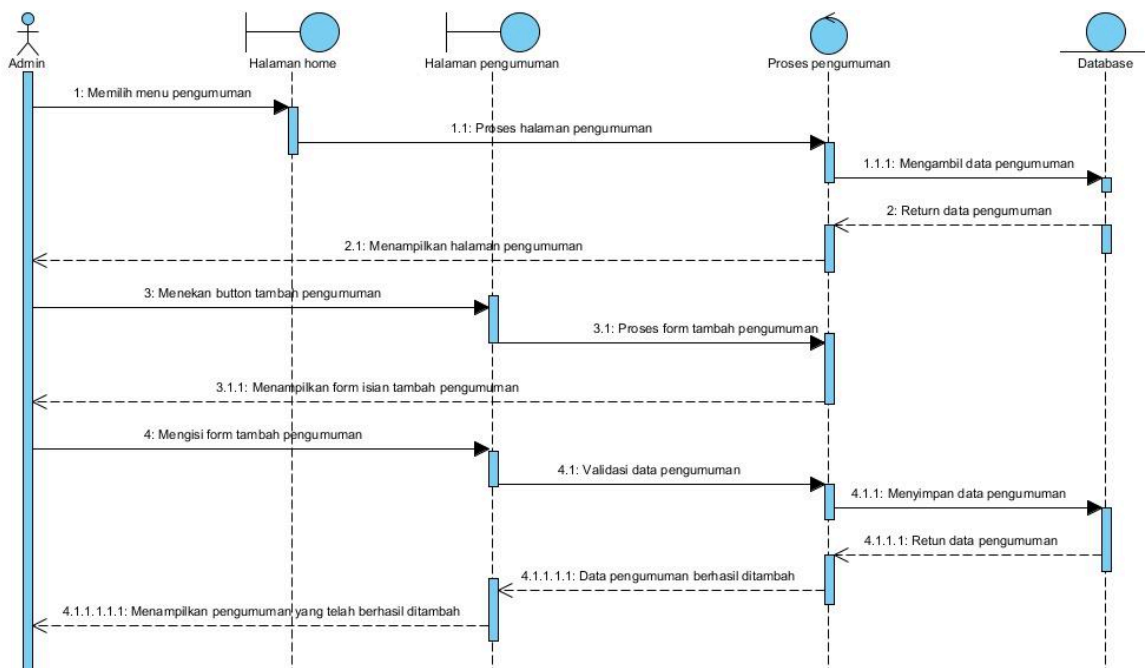 Admin
Halaman home
Halaman pengumuman
Proses pengumuman
Database
1: Memilih menu pengumuman
1.1: Proses halaman pengumuman
1.1.1: Mengambil data pengumuman
2: Return data pengumuman
2.1: Menampilkan halaman pengumuman
3: Menekan button tambah pengumuman
3.1: Proses form tambah pengumuman
3.1.1: Menampilkan form isian tambah pengumuman
4: Mengisi form tambah pengumuman
4.1: Validasi data pengumuman
4.1.1: Menyimpan data pengumuman
4.1.1.1: Retun data pengumuman
4.1.1.1.1: Data pengumuman berhasil ditambah
4.1.1.1.1.1: Menampilkan pengumuman yang telah berhasil ditambah